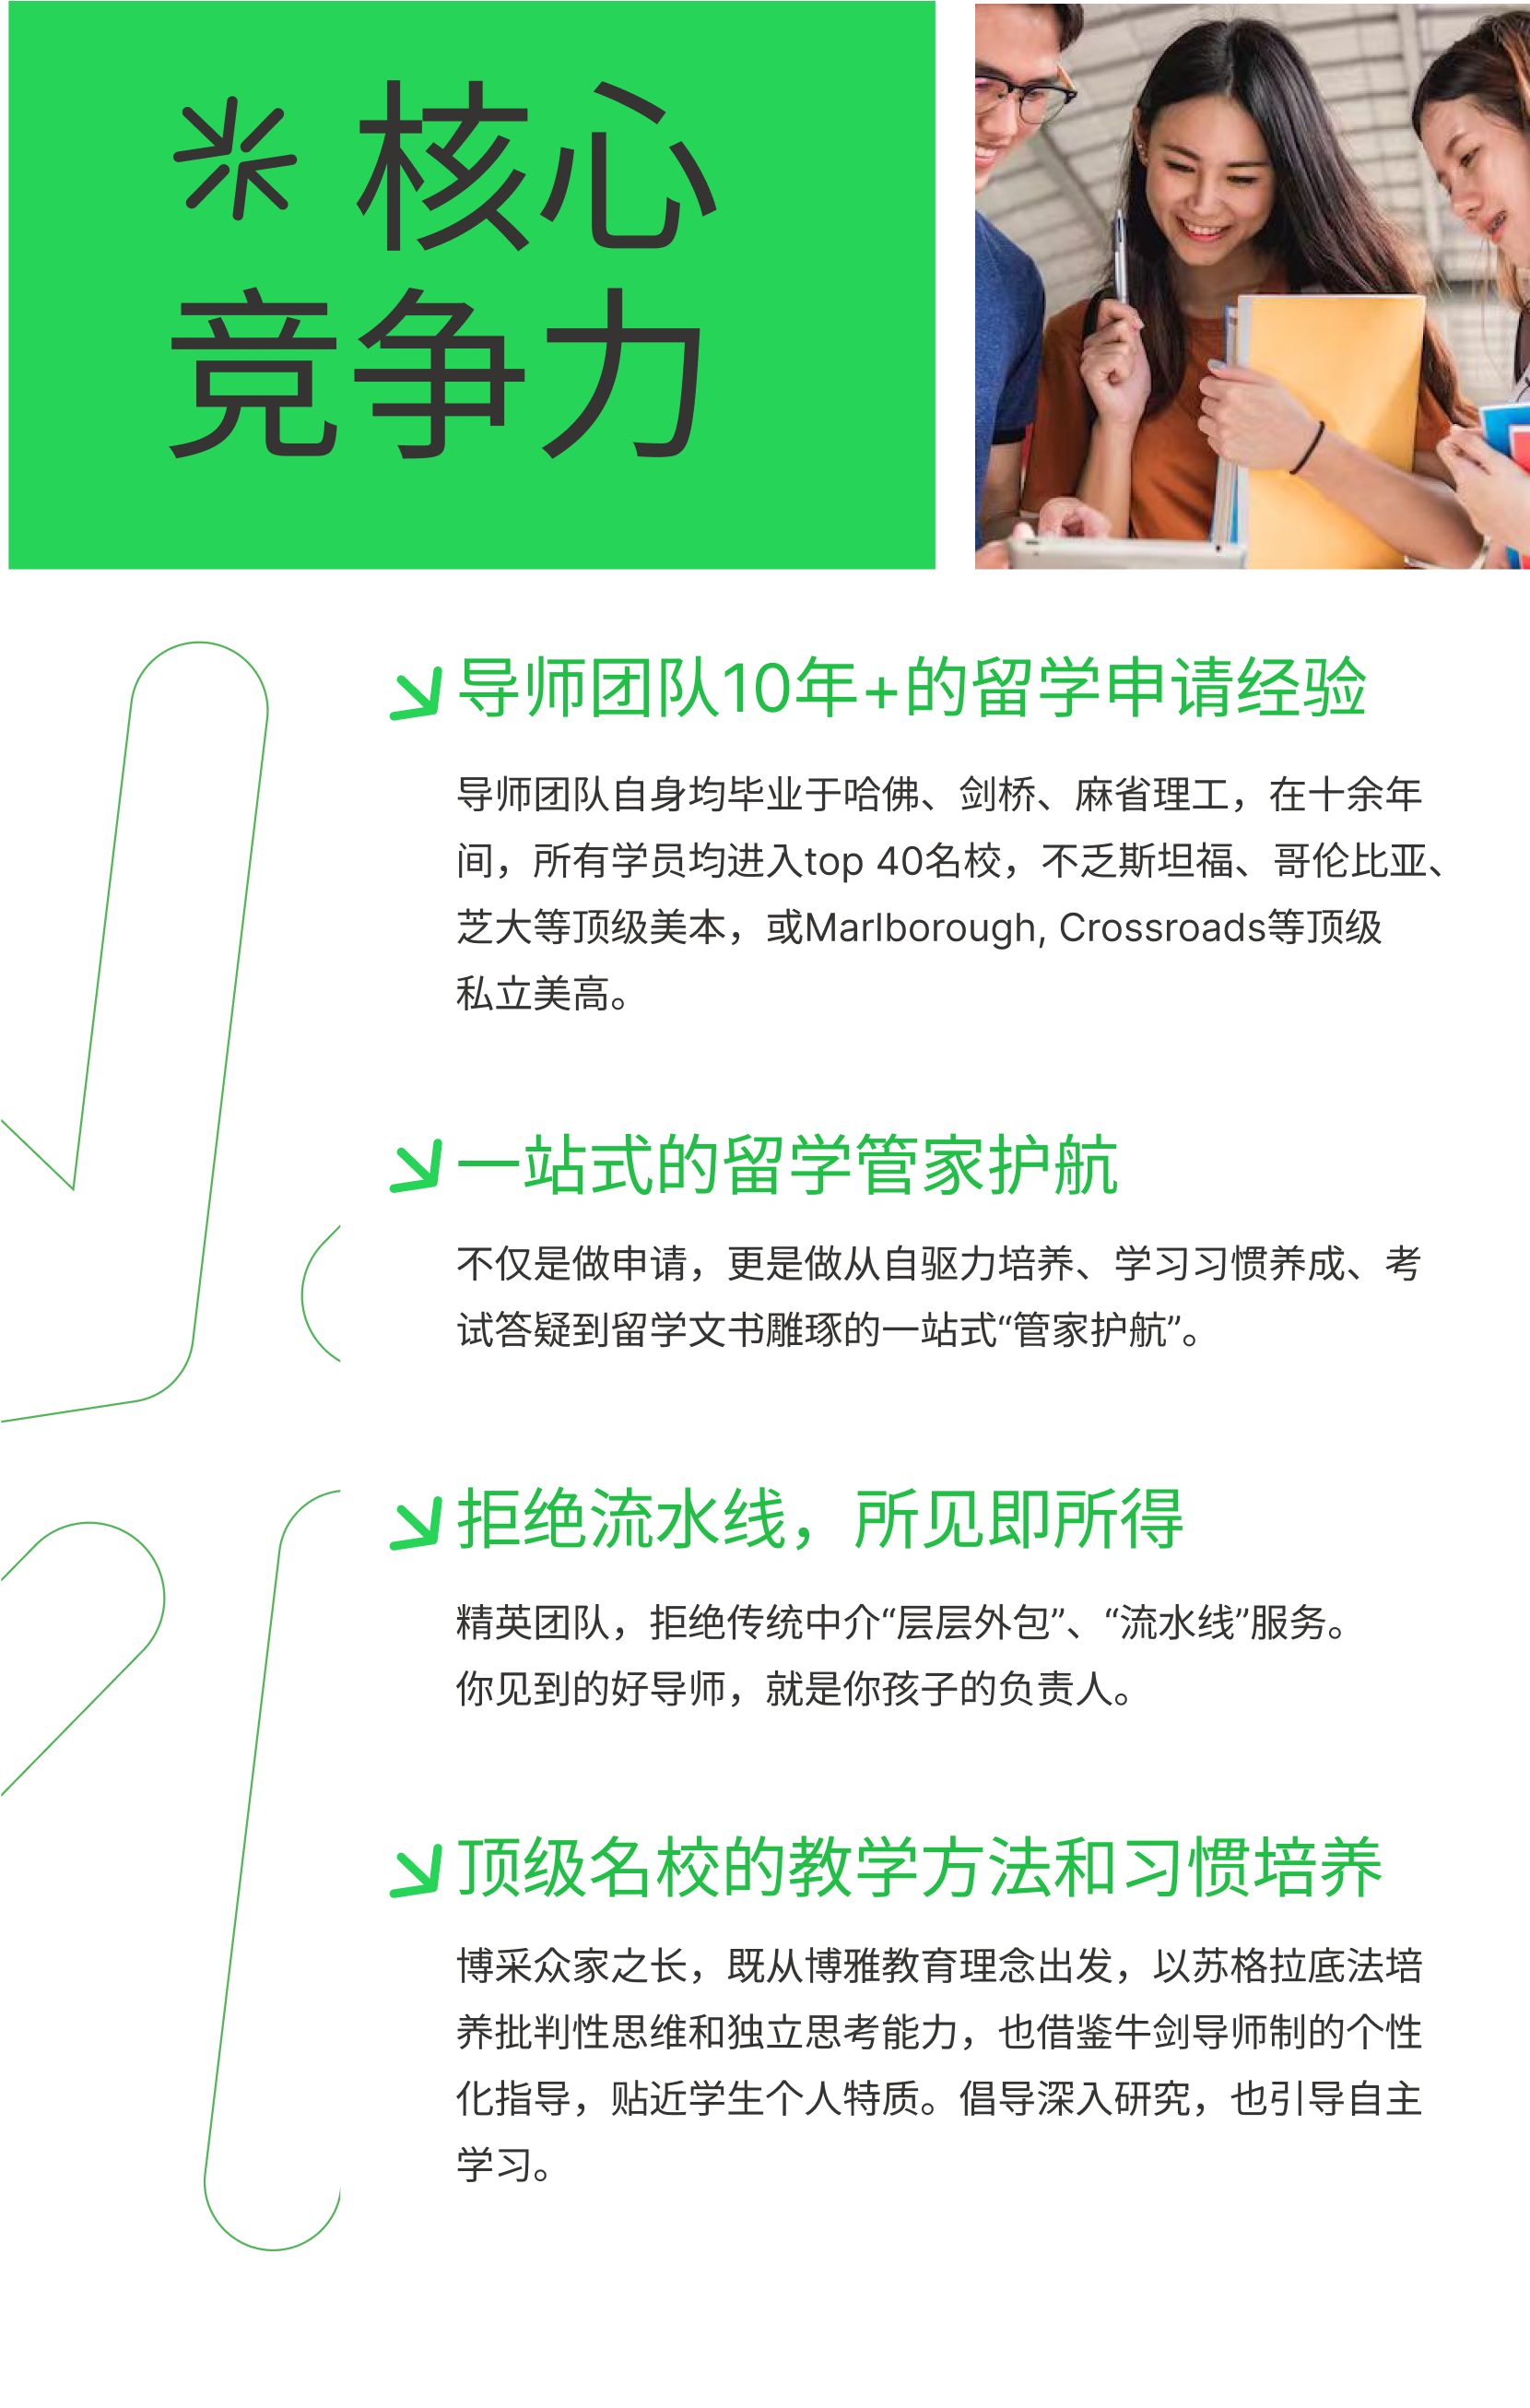 核心
竞争力
导师团队10年+的留学申请经验
导师团队自身均毕业于哈佛、剑桥、麻省理工，在十余年
间，所有学员均进入top 40名校，不乏斯坦福、哥伦比亚、
芝大等顶级美本，或Marlborough, Crossroads等顶级
私立美高。
一站式的留学管家护航
不仅是做申请，更是做从自驱力培养、学习习惯养成、考
试答疑到留学文书雕琢的一站式“管家护航”。
拒绝流水线，所见即所得
精英团队，拒绝传统中介“层层外包”、“流水线”服务。
你见到的好导师，就是你孩子的负责人。
顶级名校的教学方法和习惯培养
博采众家之长，既从博雅教育理念出发，以苏格拉底法培
养批判性思维和独立思考能力，也借鉴牛剑导师制的个性
化指导，贴近学生个人特质。倡导深入研究，也引导自主
学习。